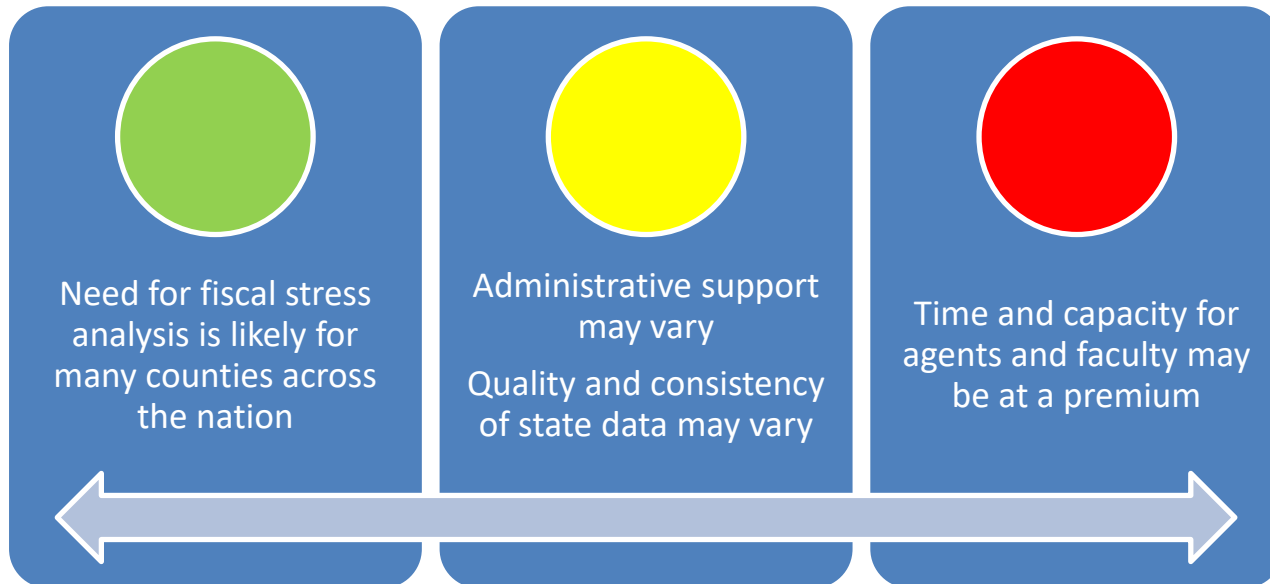 Need for fiscal stress
analysis is likely for
many counties across
the nation
Administrative support
may vary
Quality and consistency
of state data may vary
Time and capacity for
agents and faculty may
be at a premium